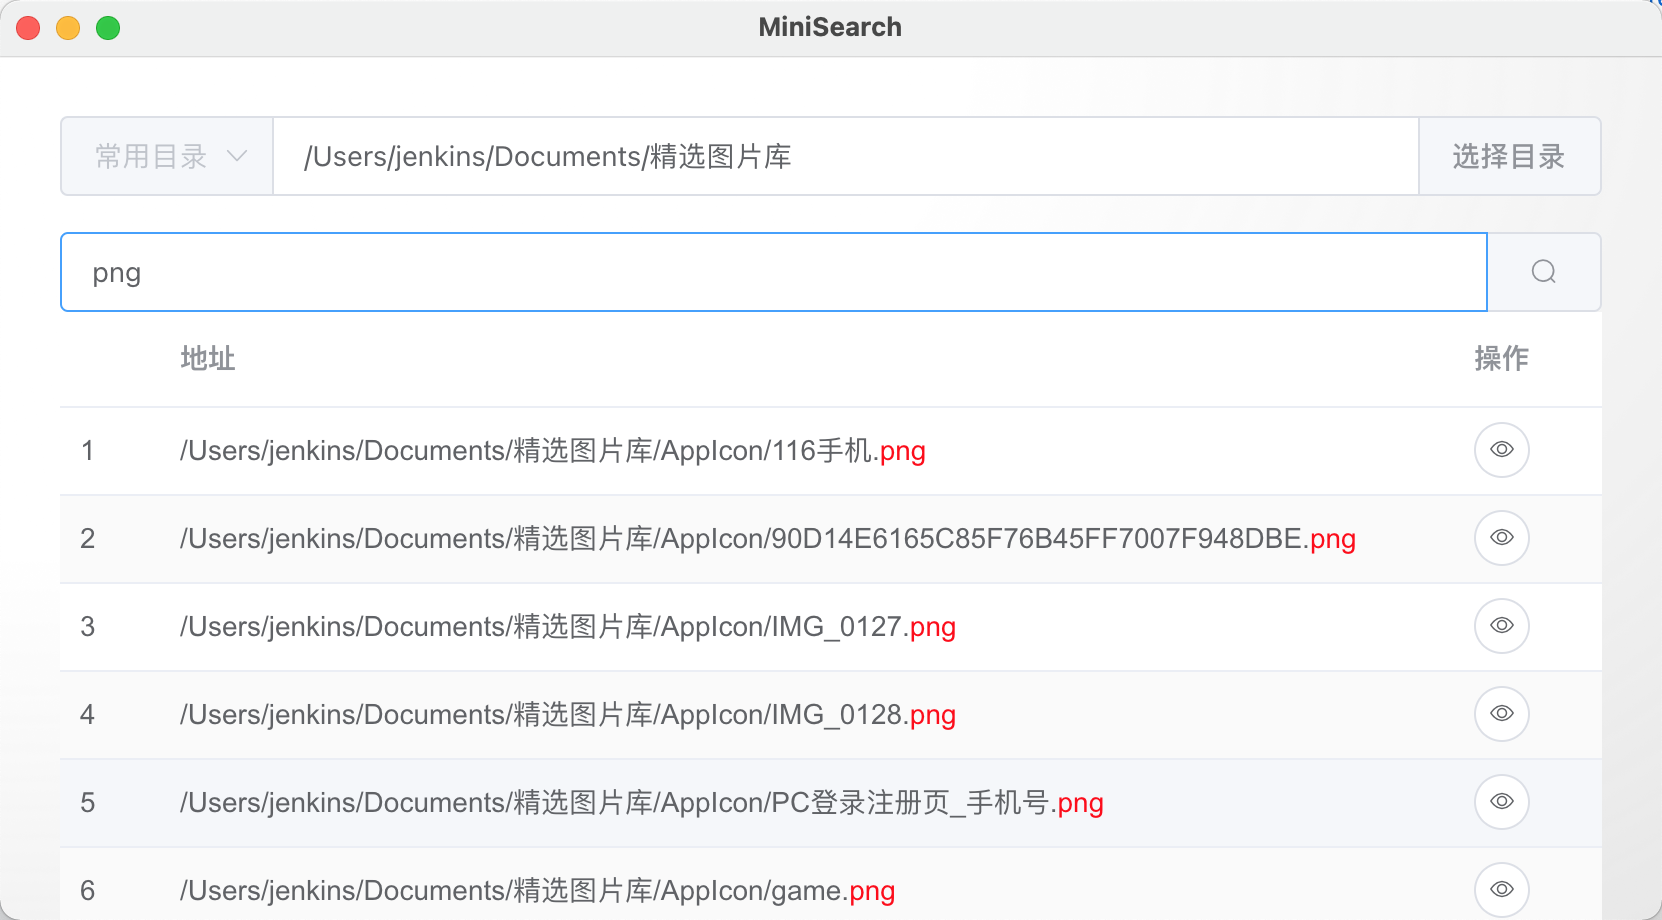 MiniSearch
常用目录 /Users/jenkins/Documents/精选图片库 选择目录
png
地址 操作
1 /Users/jenkins/Documents/精选图片库/AppIcon/116手机.png
2 /Users/jenkins/Documents/精选图片库/AppIcon/90D14E6165C85F76B45FF7007F948DBE.png
3 /Users/jenkins/Documents/精选图片库/AppIcon/IMG_0127.png
4 /Users/jenkins/Documents/精选图片库/AppIcon/IMG_0128.png
5 /Users/jenkins/Documents/精选图片库/AppIcon/PC登录注册页_手机号.png
6 /Users/jenkins/Documents/精选图片库/AppIcon/game.png